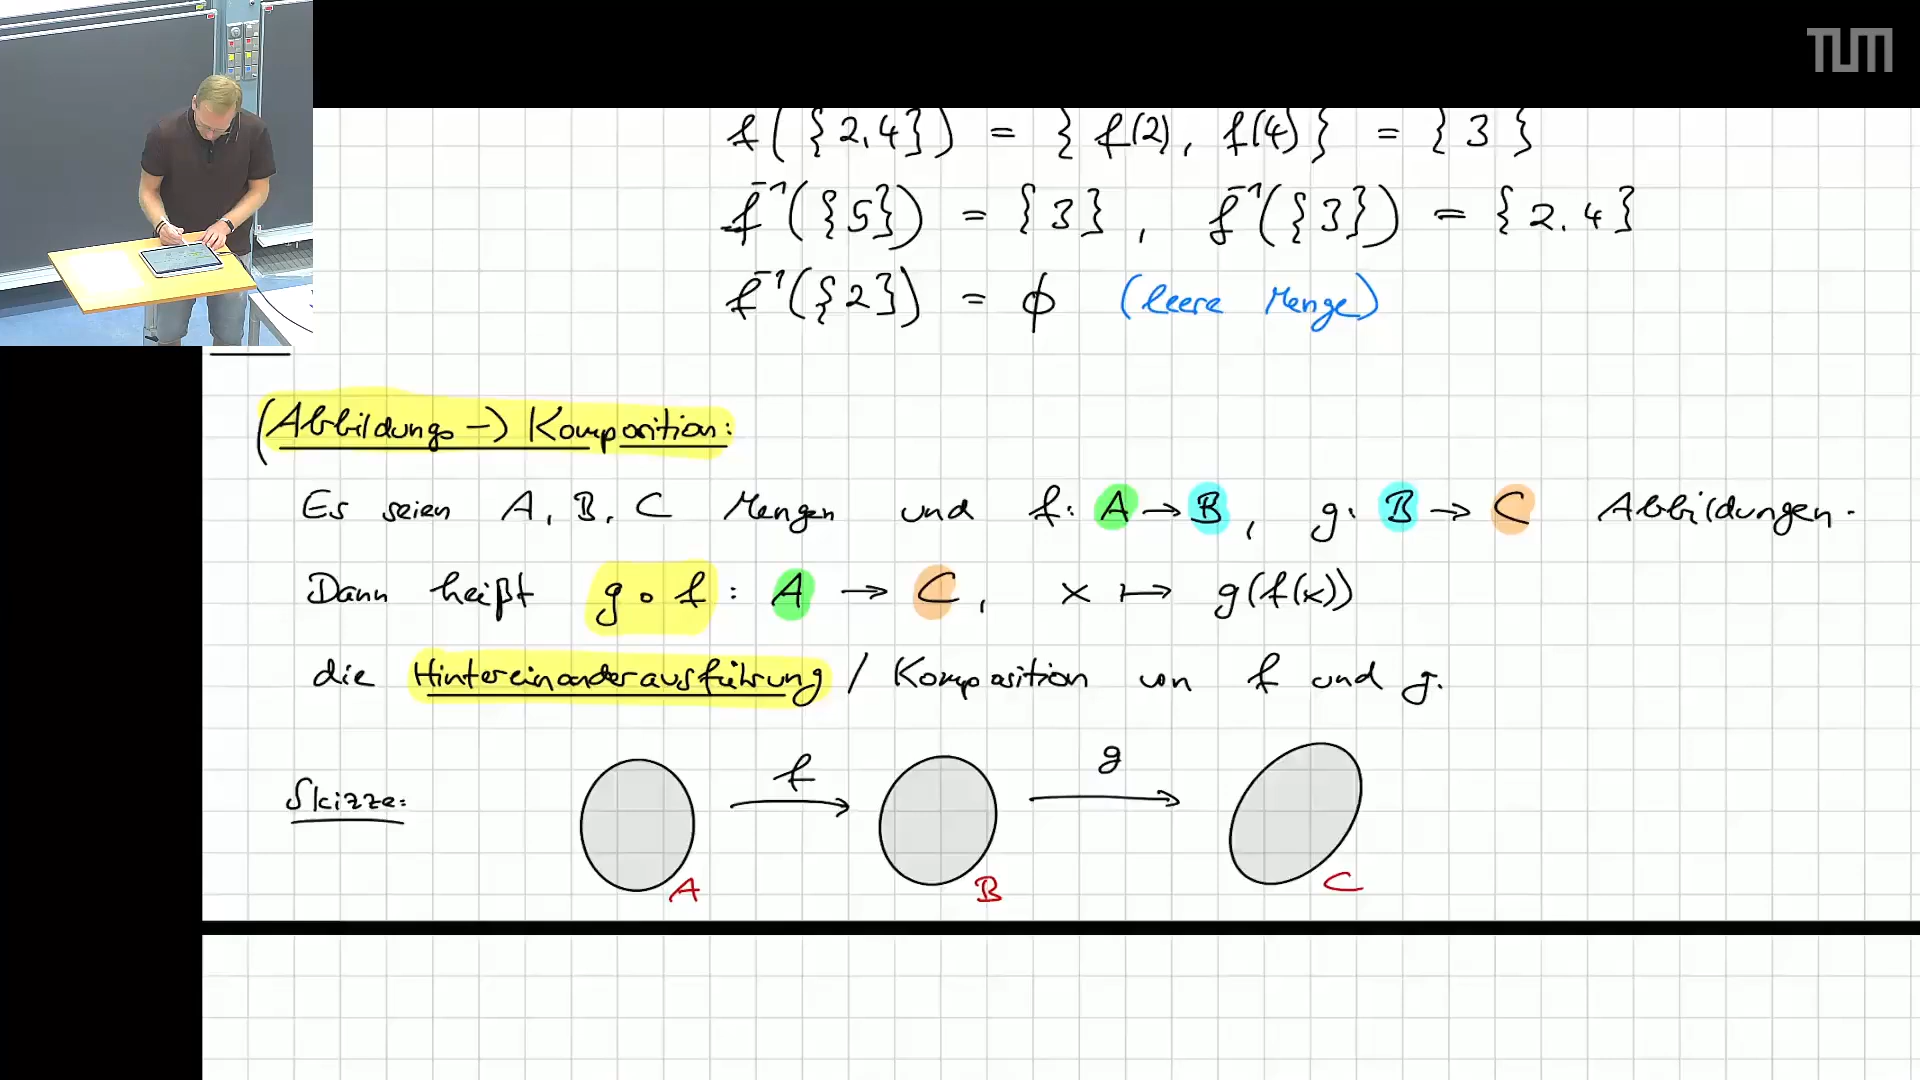 TUM
f({2,4}) = { f(2), f(4)} = { 3 }
f⁻¹({5}) = {3}, f⁻¹({3}) = {2,4}
f⁻¹({2}) = ϕ (leere Menge)
(Abbildungs-) Komposition:
Es seien A, B, C Mengen und f: A → B, g: B → C Abbildungen.
Dann heißt g ∘ f : A → C, x ↦ g(f(x))
die Hintereinanderausführung / Komposition von f und g.
Skizze:
f
g
A
B
C